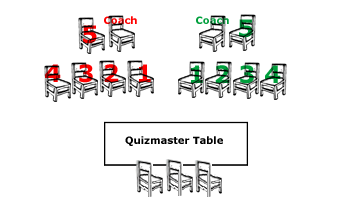 Coach Coach
5 5
4 3 2 1 1 2 3 4
Quizmaster Table